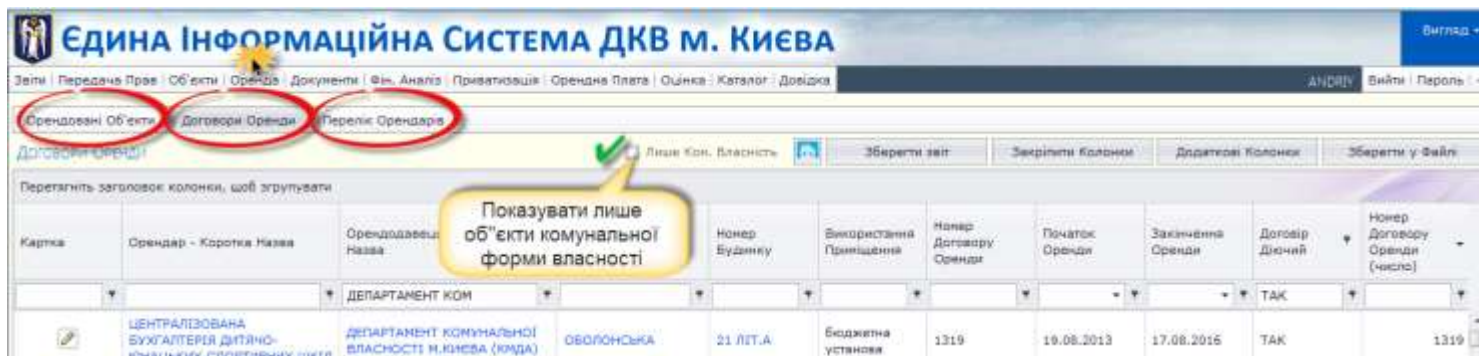 Єдина Інформаційна Система ДКВ м. Києва
Вигляд
Звіти Передача Прав Об'єкти Оренда Документи Фін. Аналіз Приватизація Орендна Плата Оцінка Каталог Довідка ANDRIY Вийти Пароль
Орендовані Об'єкти Договори Оренди Перелік Орендарів
Договори Оренди Лише Ком. Власність Зберегти звіт Закріпити Колонки Додаткові Колонки Зберегти у Файлі
Перетягніть заголовок колонки, щоб згрупувати
Показувати лише об"єкти комунальної форми власності
Картка Орендар - Коротка Назва Орендодавець Назва Номер Будинку Використання Приміщення Номер Договору Оренди Початок Оренди Закінчення Оренди Договір Діючий Номер Договору Оренди (число)
ДЕПАРТАМЕНТ КОМ ТАК
ЦЕНТРАЛІЗОВАНА БУХГАЛТЕРІЯ ДИТЯЧО-ЮНАЦЬКИХ СПОРТИВНИХ ШКІЛ ДЕПАРТАМЕНТ КОМУНАЛЬНОЇ ВЛАСНОСТІ М.КИЄВА (КМДА) ОБОЛОНСЬКА 21 ЛІТ.А Бюджетна установа 1319 19.08.2013 17.08.2016 ТАК 1319